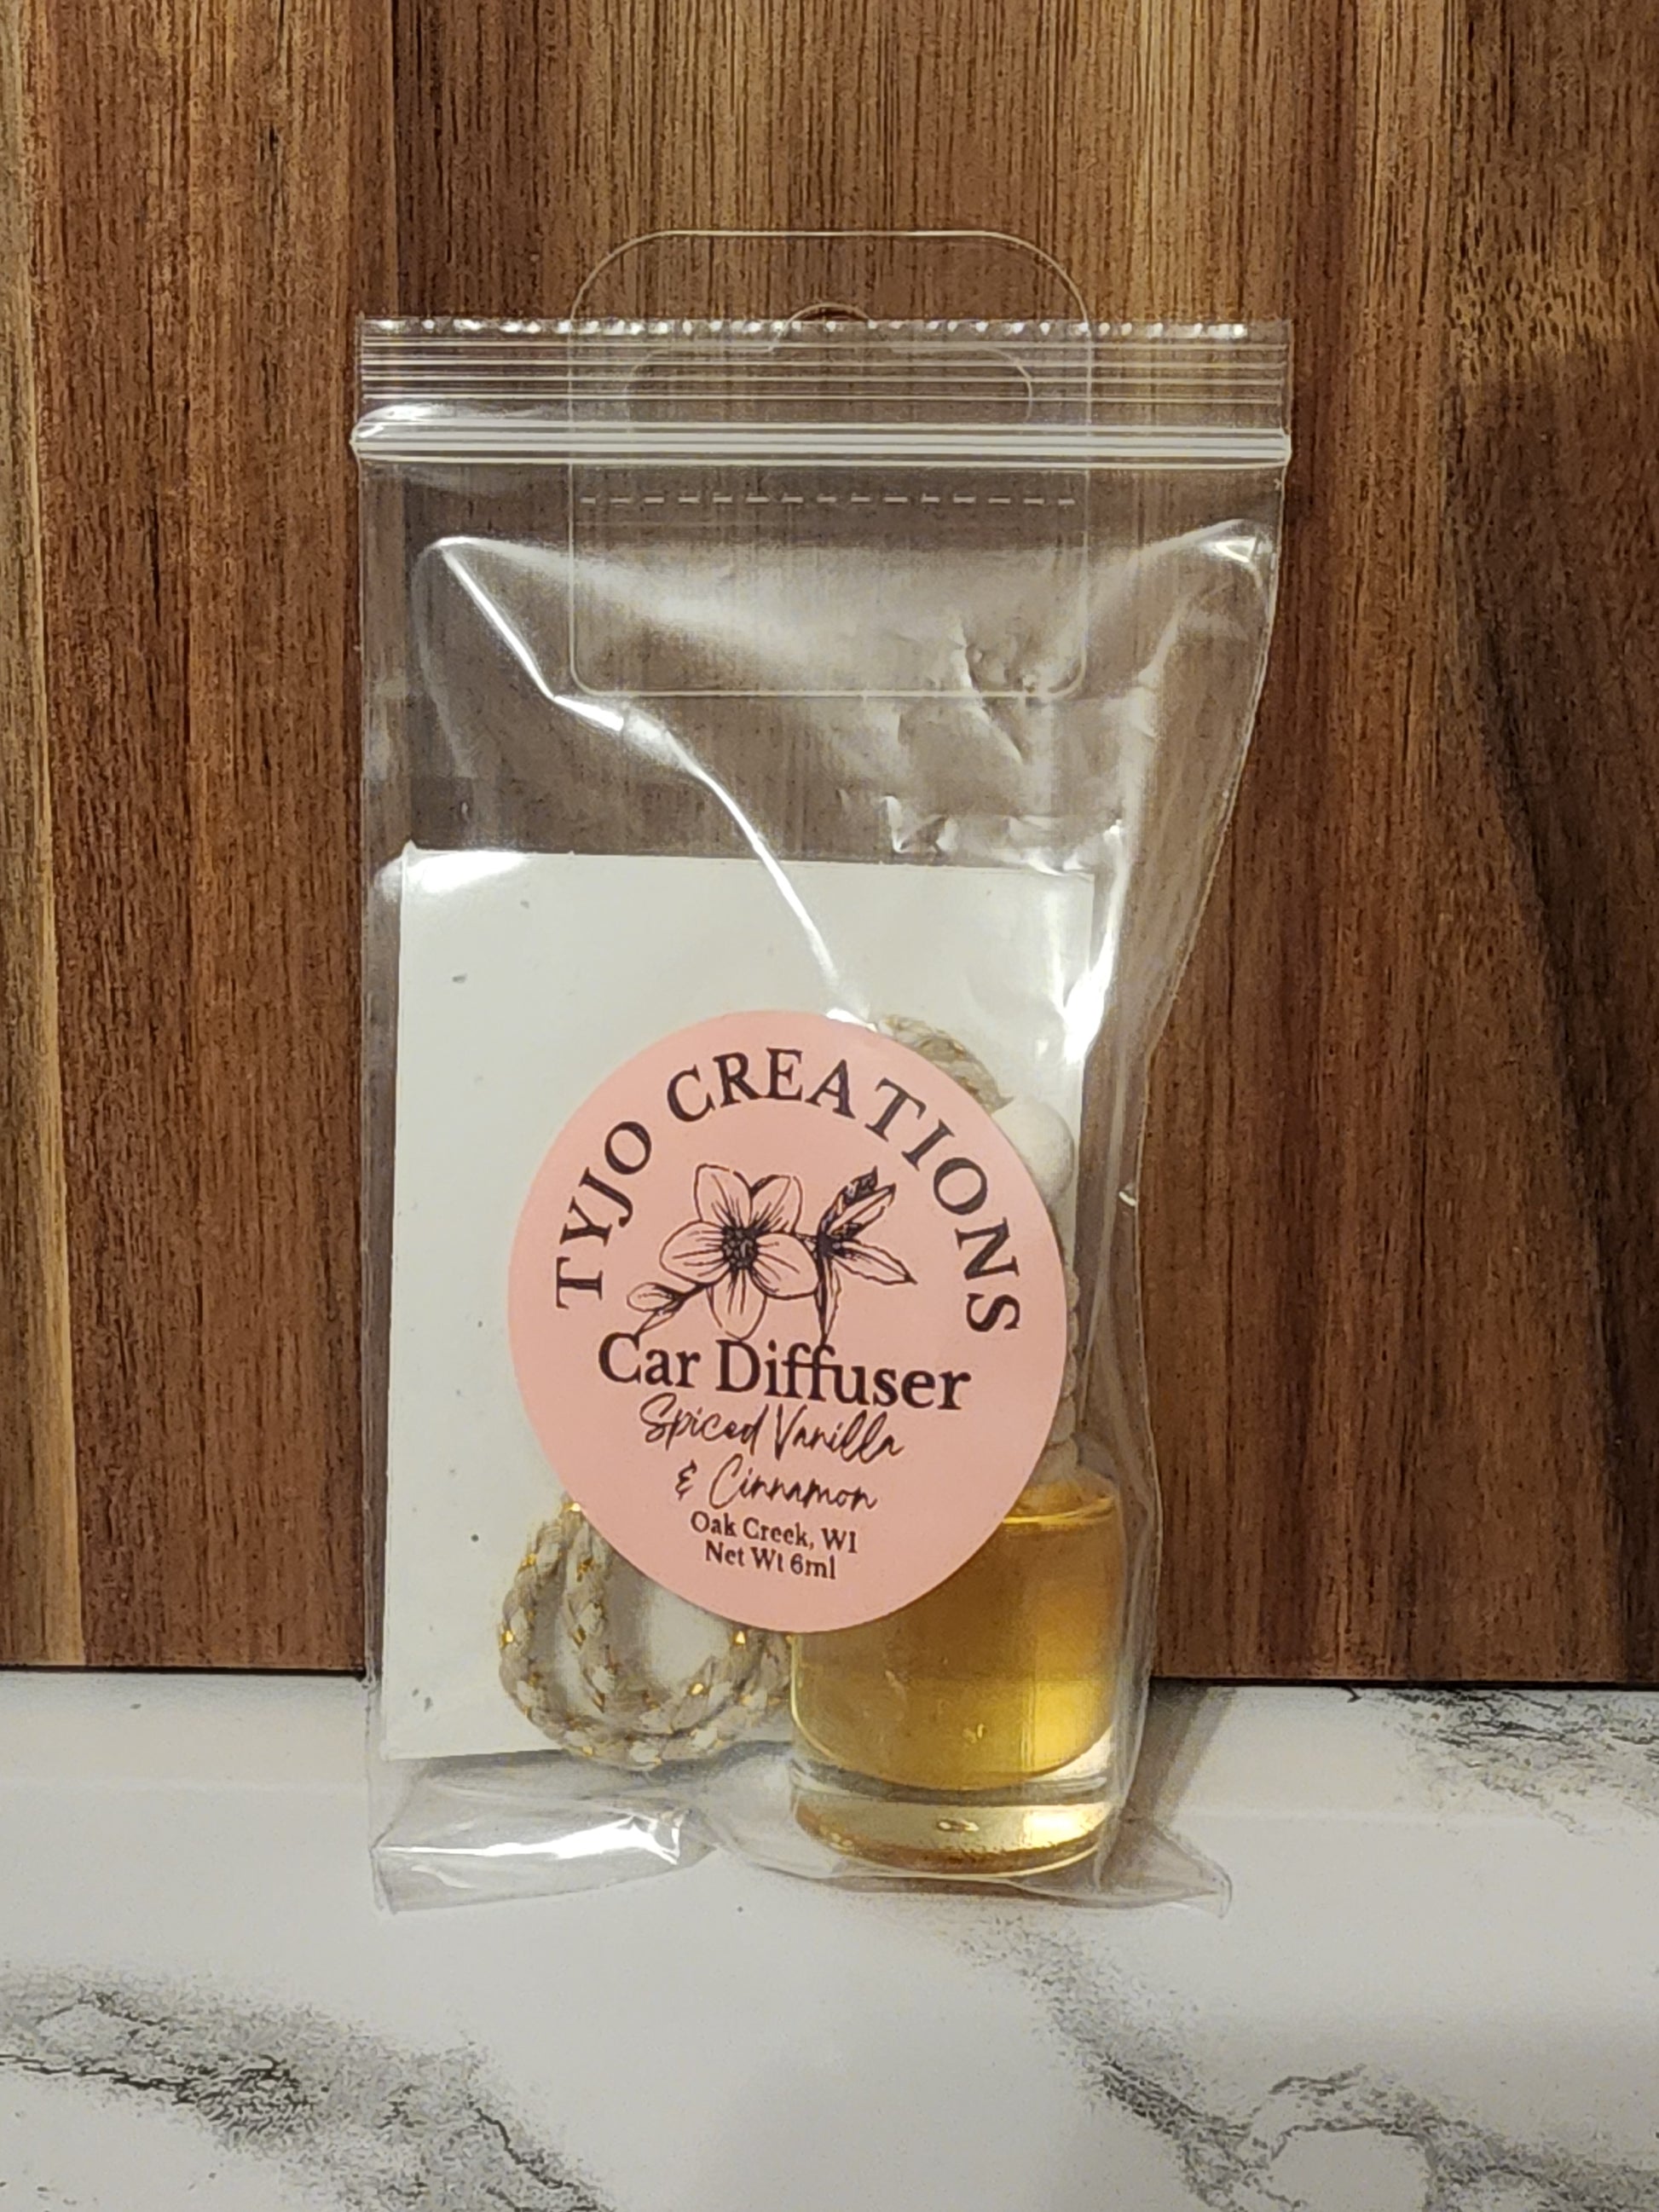 TYJO CREATIONS
Car Diffuser
Spiced Vanilla
& Cinnamon
Oak Creek, WI
Net Wt 6ml